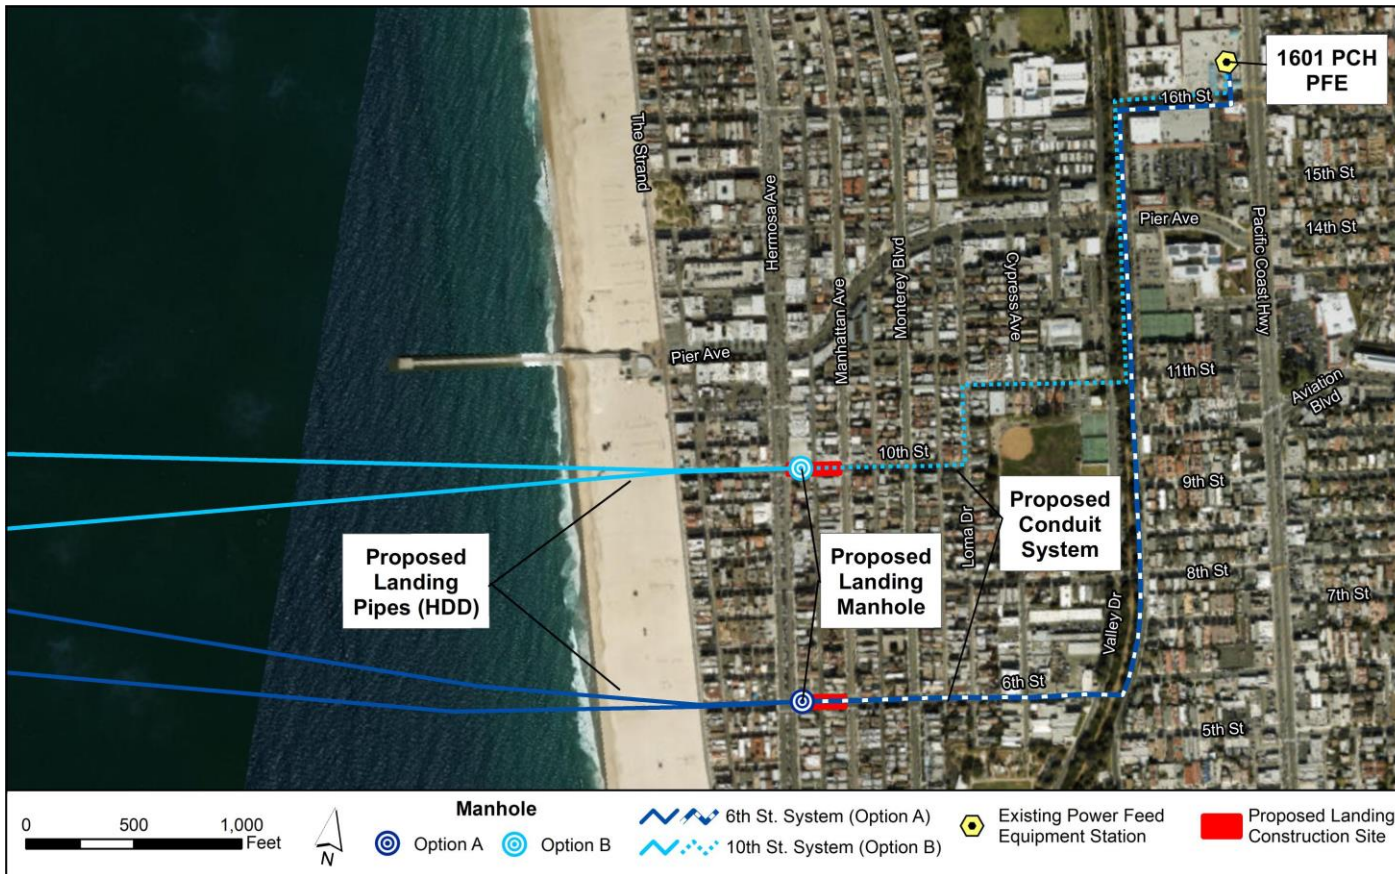 1601 PCH
PFE
16th St
The Strand
15th St
Pier Ave
14th St
Hermosa Ave
Pacific Coast Hwy
Monterey Blvd
Cypress Ave
Manhattan Ave
Pier Ave
11th St
Aviation
Blvd
10th St
9th St
Proposed
Conduit
System
Loma Dr
Proposed
Landing
Pipes (HDD)
Proposed
Landing
Manhole
8th St
7th St
Valley Dr
6th St
5th St
0 500 1,000
Feet
N
Manhole
Option A
Option B
6th St. System (Option A)
10th St. System (Option B)
Existing Power Feed
Equipment Station
Proposed Landing
Construction Site